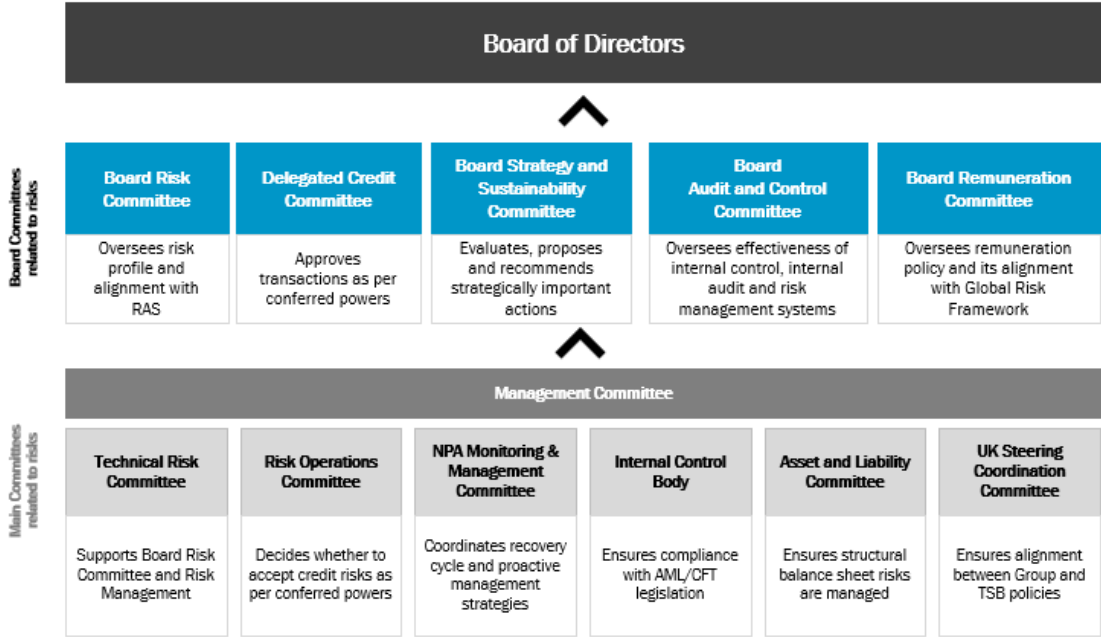 Board of Directors
Board Committees
related to risks
Board Risk
Committee
Oversees risk
profile and
alignment with
RAS
Delegated Credit
Committee
Approves
transactions as per
conferred powers
Board Strategy and
Sustainability
Committee
Evaluates, proposes
and recommends
strategically important
actions
Board
Audit and Control
Committee
Oversees effectiveness of
internal control, internal
audit and risk
management systems
Board Remuneration
Committee
Oversees remuneration
policy and its alignment
with Global Risk
Framework
Management Committee
Main Committees
related to risks
Technical Risk
Committee
Supports Board Risk
Committee and Risk
Management
Risk Operations
Committee
Decides whether to
accept credit risks as
per conferred powers
NPA Monitoring &
Management
Committee
Coordinates recovery
cycle and proactive
management
strategies
Internal Control
Body
Ensures compliance
with AML/CFT
legislation
Asset and Liability
Committee
Ensures structural
balance sheet risks
are managed
UK Steering
Coordination
Committee
Ensures alignment
between Group and
TSB policies